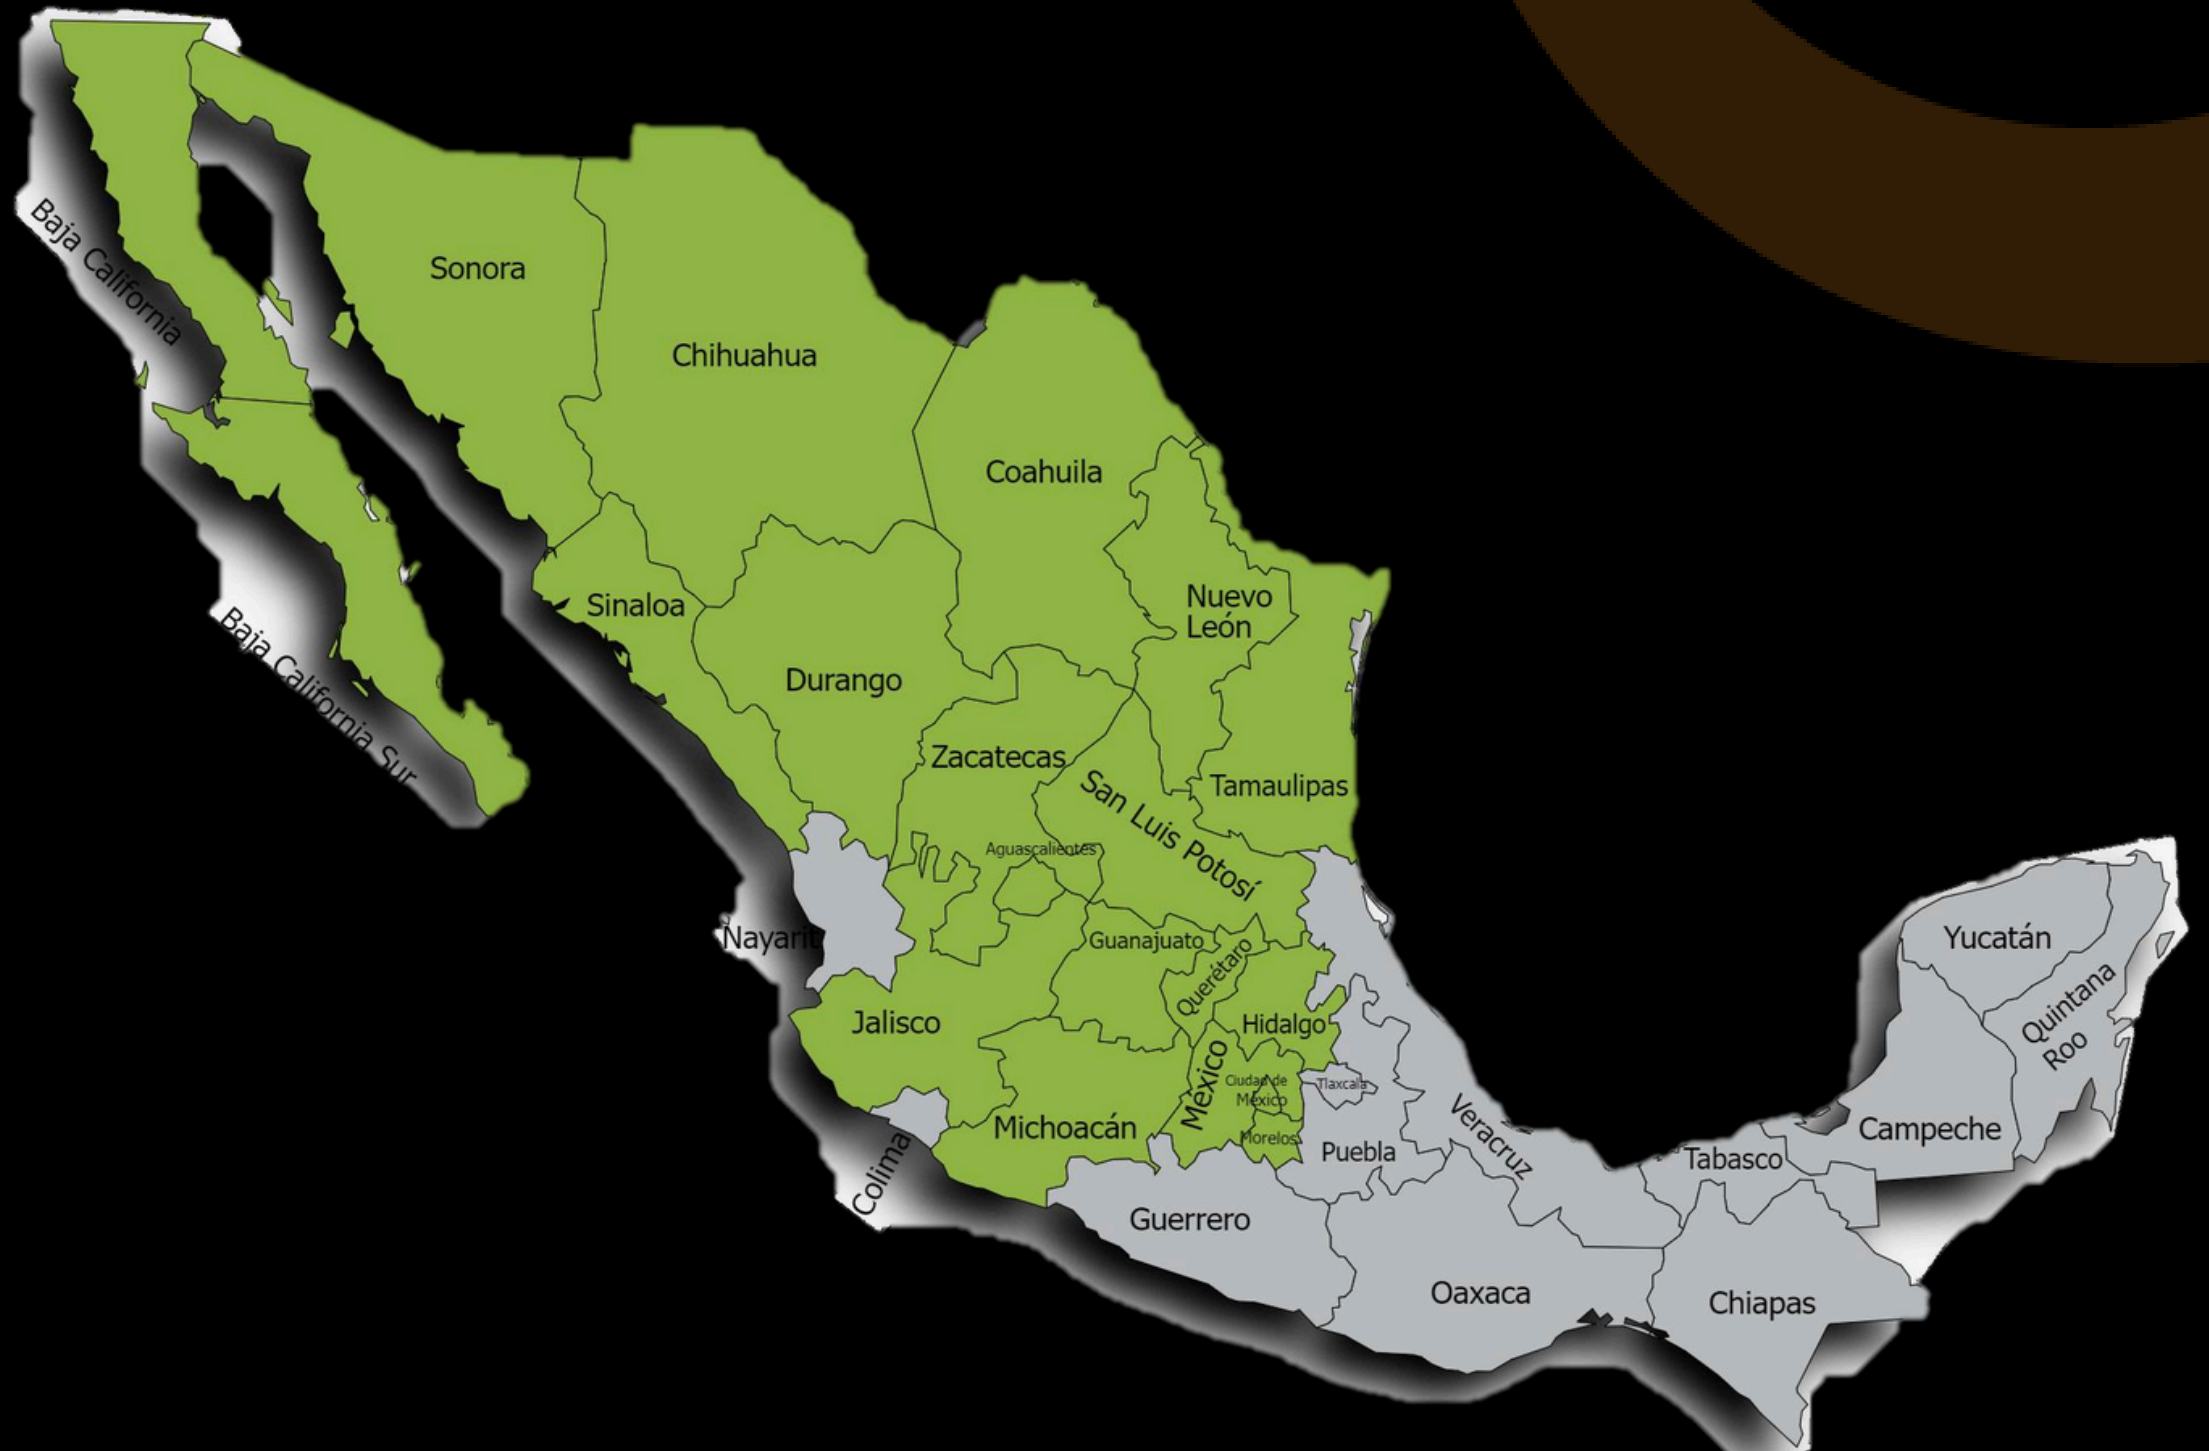 Baja California
Sonora
Chihuahua
Coahuila
Nuevo
León
Sinaloa
Baja California Sur
Durango
Zacatecas
San Luis Potosí
Tamaulipas
Aguascalientes
Nayarit
Guanajuato
Querétaro
Jalisco
Hidalgo
México
Ciudad de
México
Tlaxcala
Michoacán
Morelos
Puebla
Veracruz
Colima
Guerrero
Oaxaca
Tabasco
Chiapas
Campeche
Yucatán
Quintana
Roo